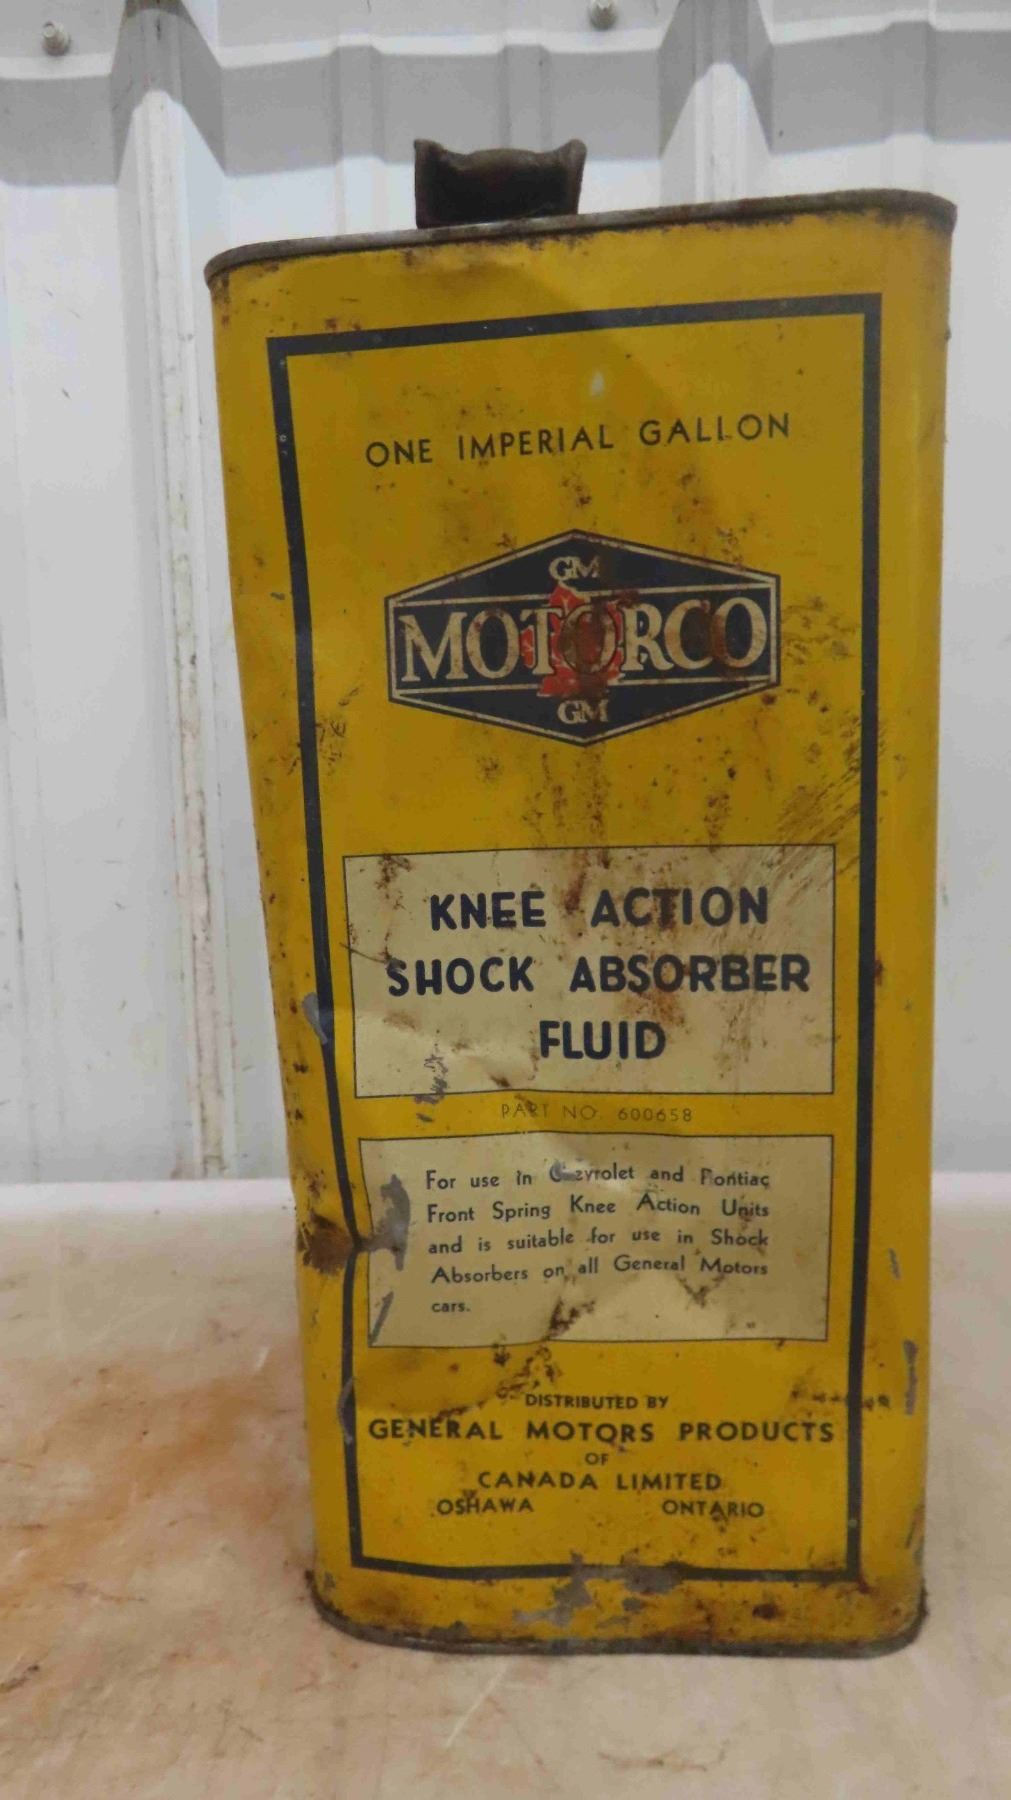 ONE IMPERIAL GALLON
GM
MOTORCO
GM
KNEE ACTION
SHOCK ABSORBER
FLUID
PART NO. 600658
For use in Chevrolet and Pontiac
Front Spring Knee Action Units
and is suitable for use in Shock
Absorbers on all General Motors
cars.
DISTRIBUTED BY
GENERAL MOTORS PRODUCTS
OF
CANADA LIMITED
OSHAWA ONTARIO